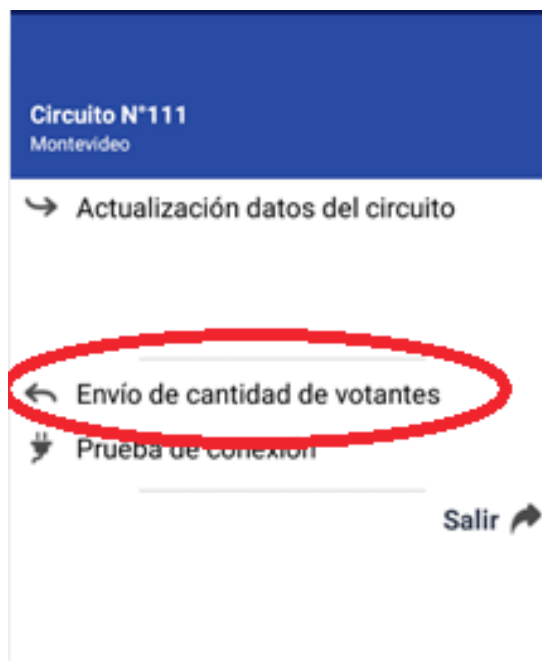 Circuito N°111
Montevideo
Actualización datos del circuito
Envío de cantidad de votantes
Prueba de conexión
Salir